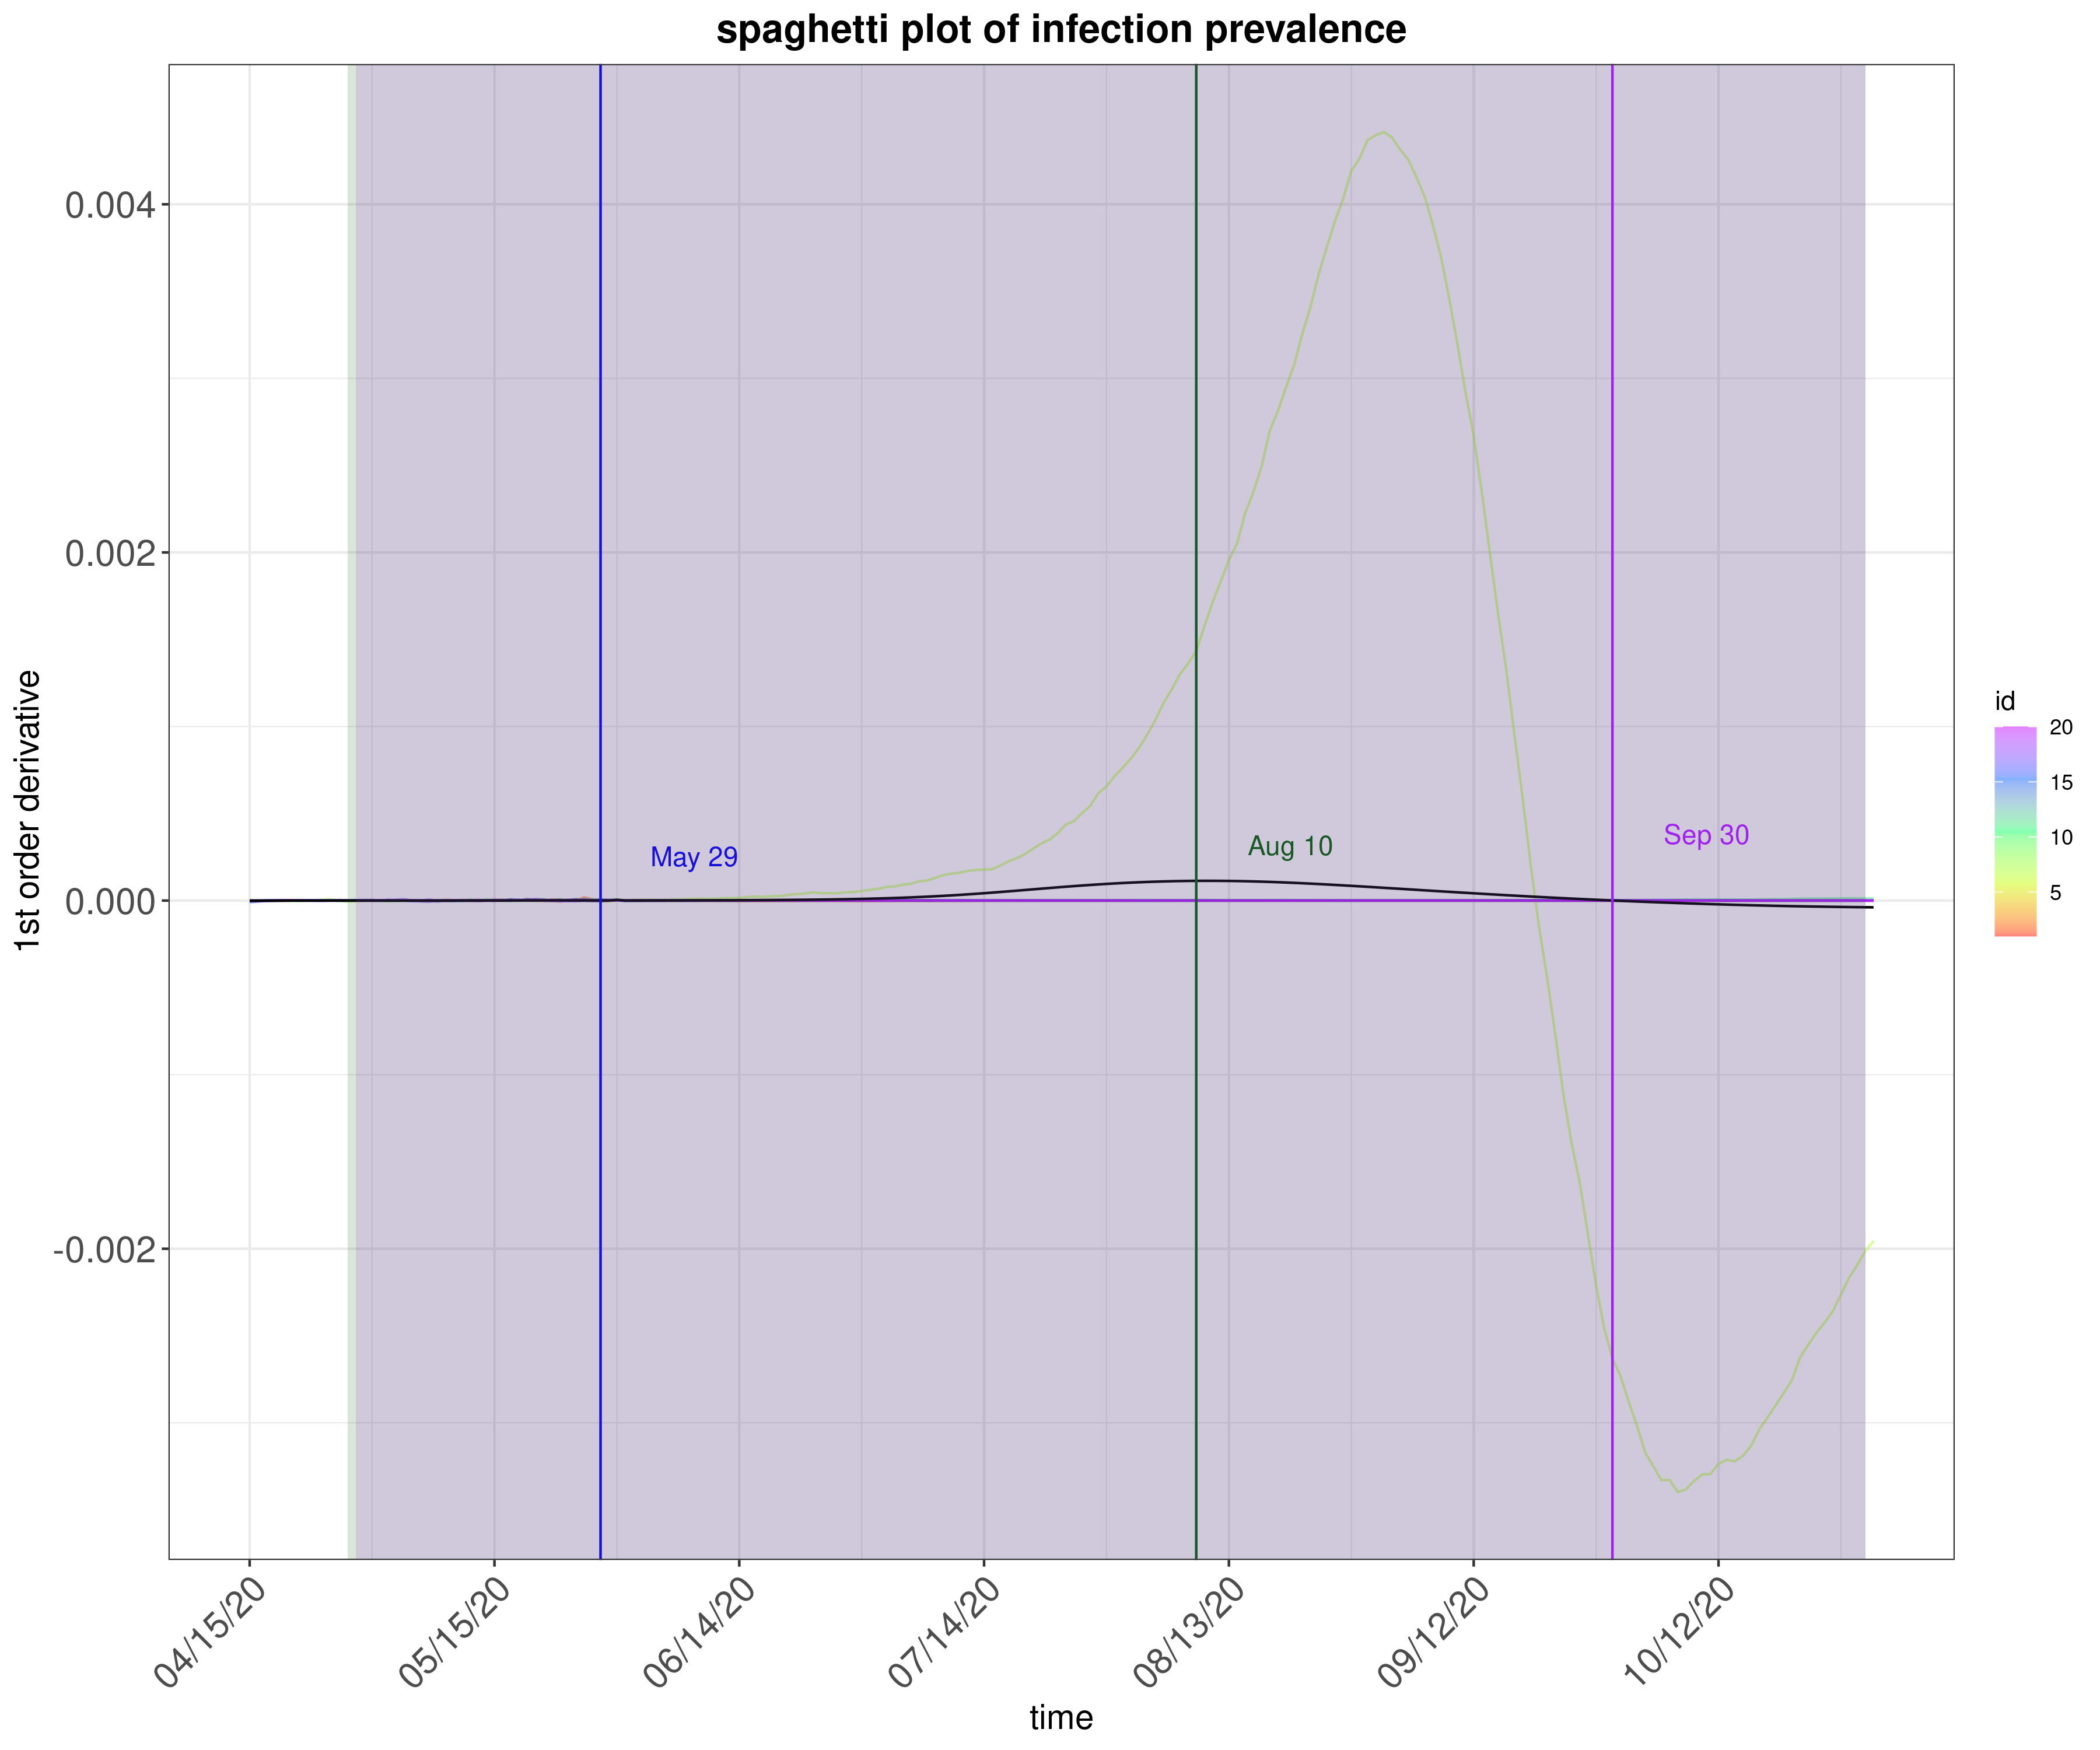 spaghetti plot of infection prevalence
1st order derivative
0.004
0.002
0.000
-0.002
May 29
Aug 10
Sep 30
id
20
15
10
5
04/15/20
05/15/20
06/14/20
07/14/20
08/13/20
09/12/20
10/12/20
time